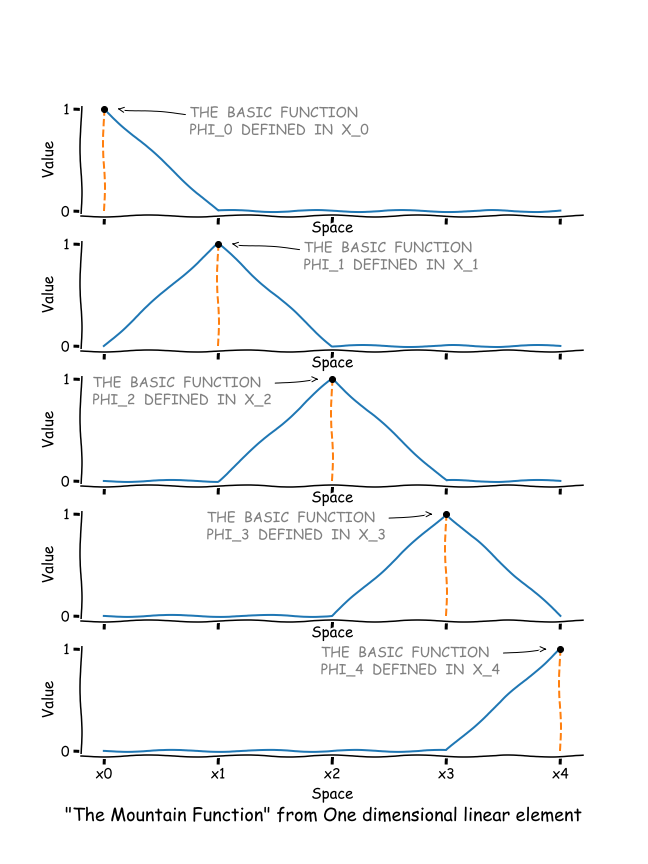 1
THE BASIC FUNCTION
PHI_0 DEFINED IN X_0
Value
0
Space
1
THE BASIC FUNCTION
PHI_1 DEFINED IN X_1
Value
0
Space
1
THE BASIC FUNCTION
PHI_2 DEFINED IN X_2
Value
0
Space
1
THE BASIC FUNCTION
PHI_3 DEFINED IN X_3
Value
0
Space
1
THE BASIC FUNCTION
PHI_4 DEFINED IN X_4
Value
0
x0 x1 x2 x3 x4
Space
"The Mountain Function" from One dimensional linear element